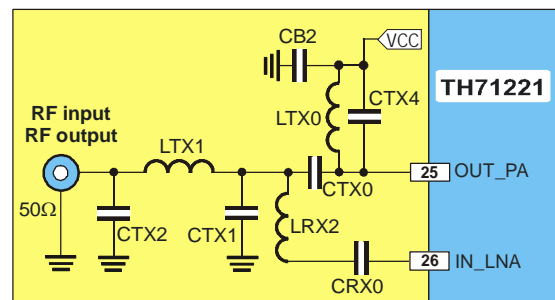 CB2
VCC
TH71221
CTX4
LTX0
RF input
RF output
LTX1
25
OUT_PA
CTX0
50Ω
CTX2
CTX1
LRX2
26
IN_LNA
CRX0